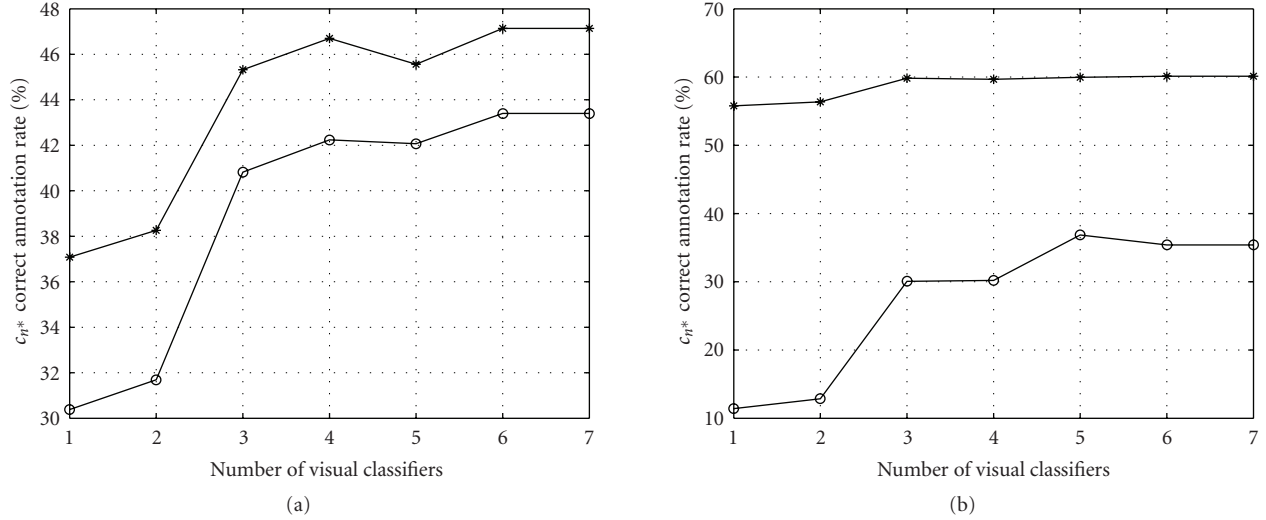 48
46
44
42
40
38
36
34
32
30
1 2 3 4 5 6 7
c_{n*} correct annotation rate (%)
Number of visual classifiers
(a)
70
60
50
40
30
20
10
1 2 3 4 5 6 7
c_{n*} correct annotation rate (%)
Number of visual classifiers
(b)